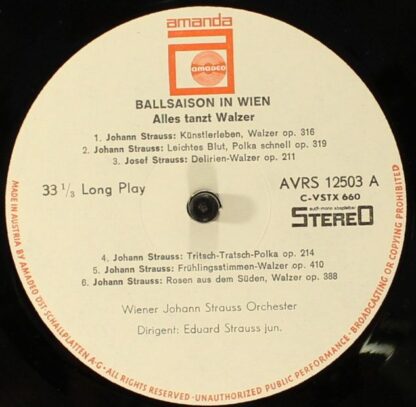 amanda
AMADEO
BALLSAISON IN WIEN
Alles tanzt Walzer
1. Johann Strauss: Künstlerleben, Walzer op. 316
2. Johann Strauss: Leichtes Blut, Polka schnell op. 319
3. Josef Strauss: Delirien-Walzer op. 211
33 1/3 Long Play
AVRS 12503 A
C-VSTX 660
auch mono abspielbar
STEREO
4. Johann Strauss: Tritsch-Tratsch-Polka op. 214
5. Johann Strauss: Frühlingsstimmen-Walzer op. 410
6. Johann Strauss: Rosen aus dem Süden, Walzer op. 388
Wiener Johann Strauss Orchester
Dirigent: Eduard Strauss jun.
MADE IN AUSTRIA BY AMADEO ÖST. SCHALLPLATTEN A-G · ALL RIGHTS RESERVED · UNAUTHORIZED PUBLIC PERFORMANCE · BROADCASTING OR COPYING PROHIBITED